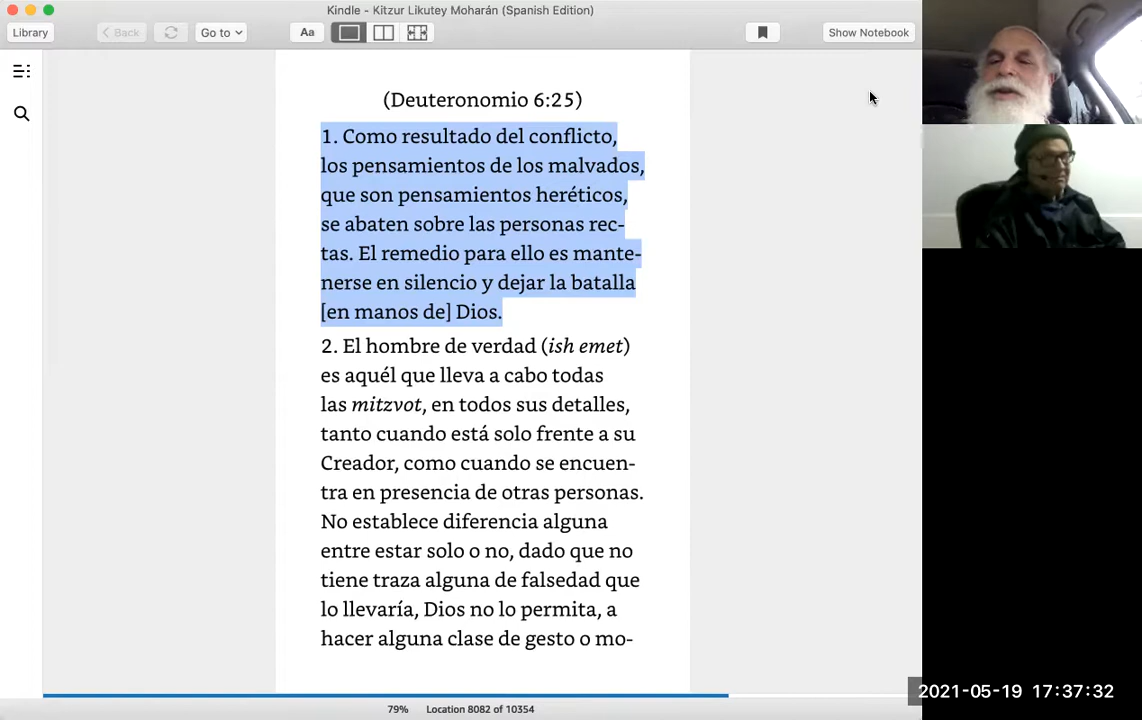 Kindle - Kitzur Likutey Moharán (Spanish Edition)
Library
Back
Go to
Aa
Show Notebook
(Deuteronomio 6:25)
1. Como resultado del conflicto,
los pensamientos de los malvados,
que son pensamientos heréticos,
se abaten sobre las personas rec-
tas. El remedio para ello es mante-
nerse en silencio y dejar la batalla
[en manos de] Dios.
2. El hombre de verdad (ish emet)
es aquél que lleva a cabo todas
las mitzvot, en todos sus detalles,
tanto cuando está solo frente a su
Creador, como cuando se encuen-
tra en presencia de otras personas.
No establece diferencia alguna
entre estar solo o no, dado que no
tiene traza alguna de falsedad que
lo llevaría, Dios no lo permita, a
hacer alguna clase de gesto o mo-
79% Location 8082 of 10354
2021-05-19 17:37:32